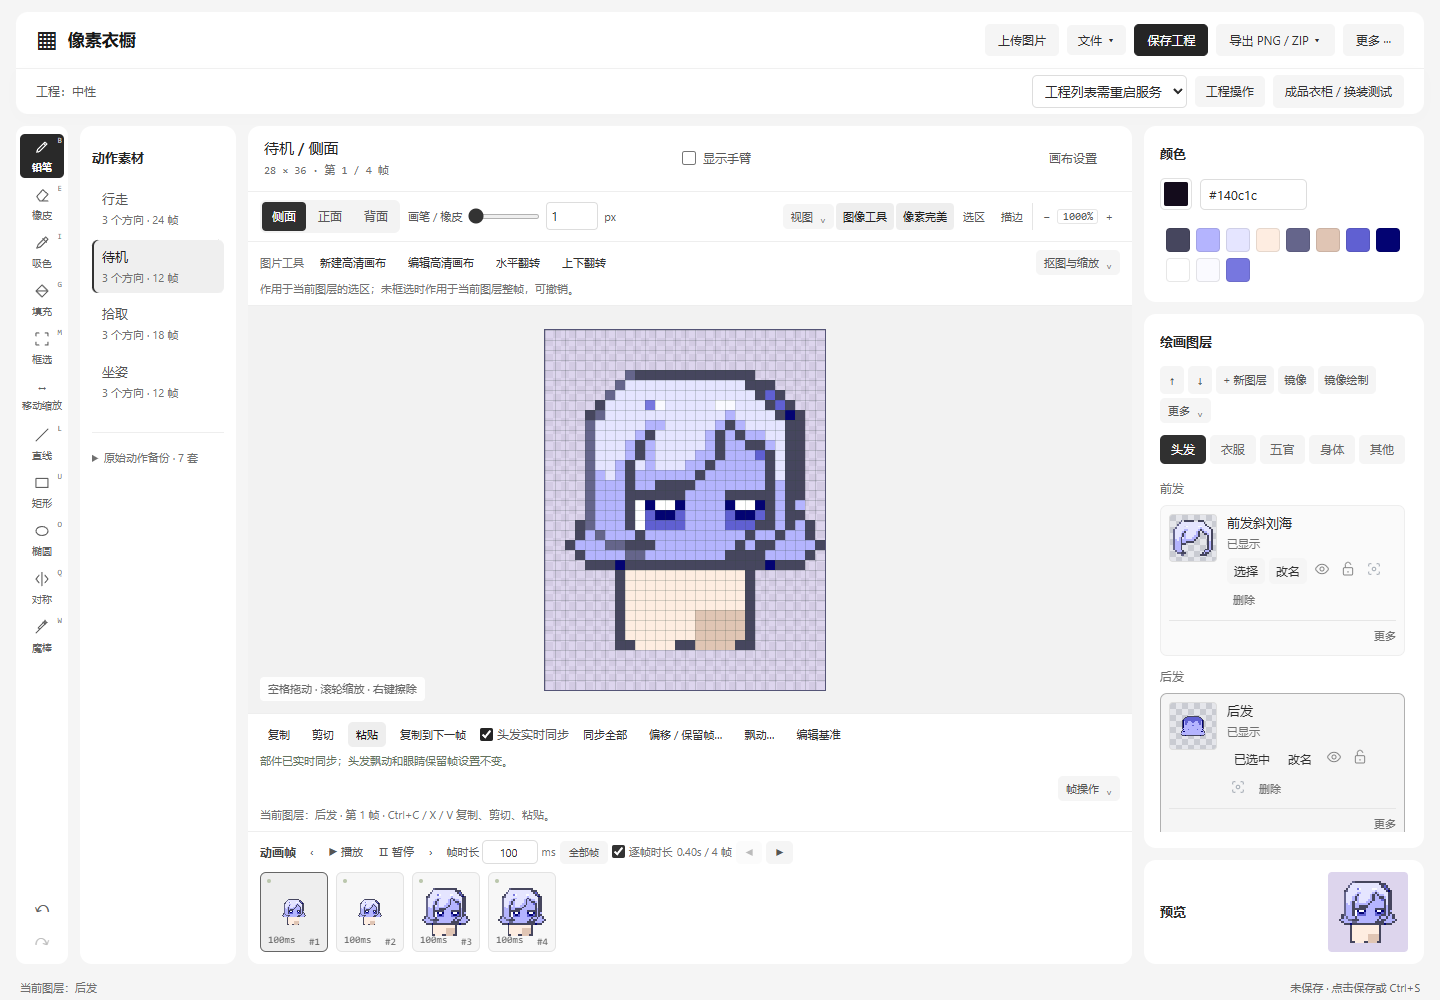 像素衣橱
上传图片 文件 ▾ 保存工程 导出 PNG / ZIP ▾ 更多 ···
工程：中性
工程列表需重启服务 工程操作 成品衣柜 / 换装测试
B
铅笔
E
橡皮
I
吸色
G
填充
M
框选
移动缩放
L
直线
U
矩形
O
椭圆
Q
对称
W
魔棒
动作素材
行走
3 个方向 · 24 帧
待机
3 个方向 · 12 帧
拾取
3 个方向 · 18 帧
坐姿
3 个方向 · 12 帧
▶ 原始动作备份 · 7 套
待机 / 侧面
28 × 36 · 第 1 / 4 帧
显示手臂
画布设置
侧面 正面 背面 画笔 / 橡皮 1 px
视图 图像工具 像素完美 选区 描边 − 1000% +
图片工具 新建高清画布 编辑高清画布 水平翻转 上下翻转 抠图与缩放
作用于当前图层的选区；未框选时作用于当前图层整帧，可撤销。
空格拖动 · 滚轮缩放 · 右键擦除
复制 剪切 粘贴 复制到下一帧 头发实时同步 同步全部 偏移 / 保留帧... 飘动... 编辑基准
部件已实时同步；头发飘动和眼睛保留帧设置不变。
帧操作
当前图层：后发 · 第 1 帧 · Ctrl+C / X / V 复制、剪切、粘贴。
动画帧 ‹ ▶ 播放 II 暂停 › 帧时长 100 ms 全部帧 逐帧时长 0.40s / 4 帧 ◀ ▶
100ms #1
100ms #2
100ms #3
100ms #4
颜色
#140c1c
绘画图层
↑ ↓ + 新图层 镜像 镜像绘制
更多
头发 衣服 五官 身体 其他
前发
前发斜刘海
已显示
选择 改名
删除
更多
后发
后发
已显示
已选中 改名
删除
更多
预览
当前图层：后发
未保存 · 点击保存或 Ctrl+S